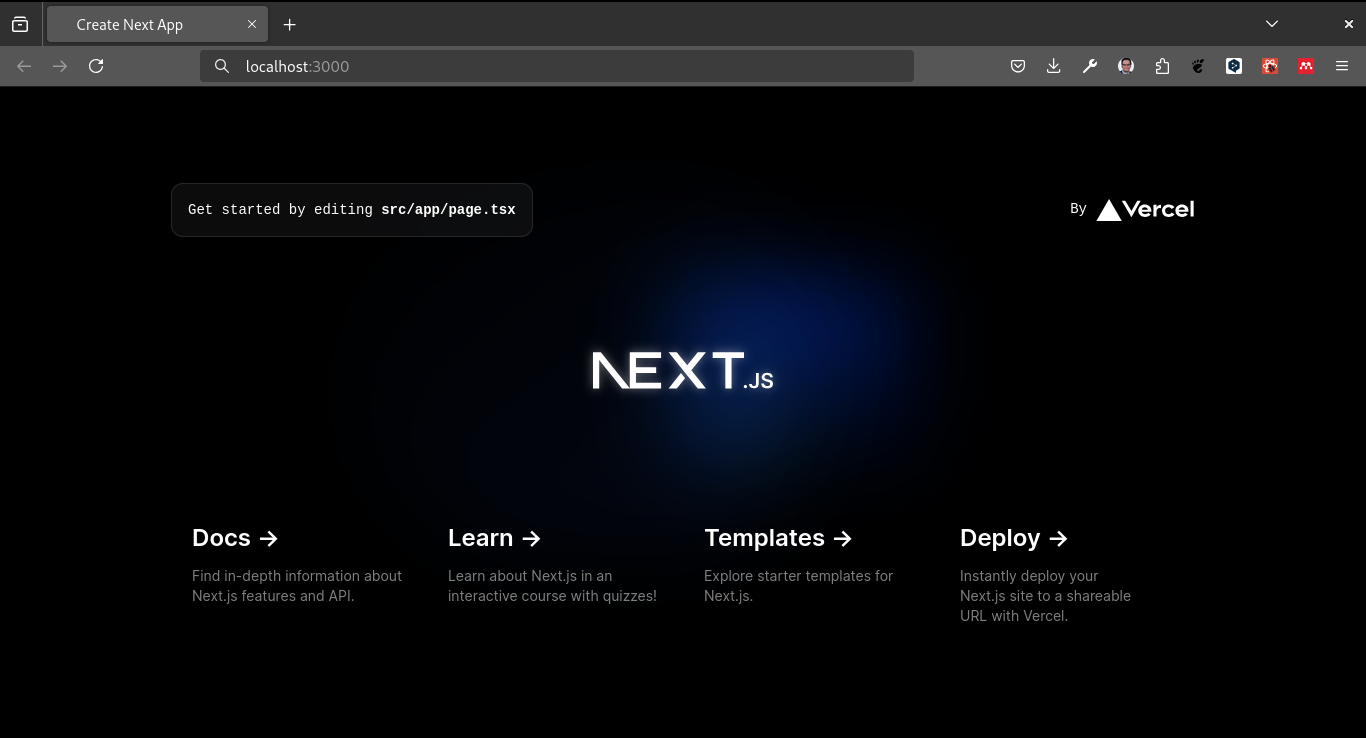 Create Next App
localhost:3000
Get started by editing src/app/page.tsx
By Vercel
NEXT.JS
Docs →
Find in-depth information about
Next.js features and API.
Learn →
Learn about Next.js in an
interactive course with quizzes!
Templates →
Explore starter templates for
Next.js.
Deploy →
Instantly deploy your
Next.js site to a shareable
URL with Vercel.